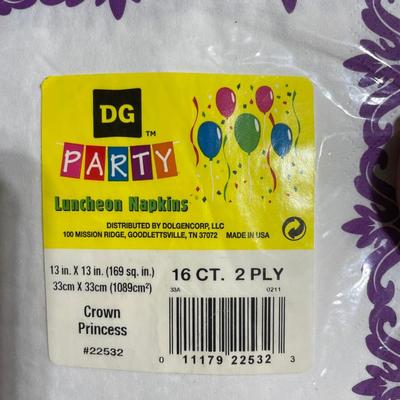 DG
TM
PARTY
Luncheon Napkins
DISTRIBUTED BY DOLGENCORP, LLC
100 MISSION RIDGE, GOODLETTSVILLE, TN 37072 MADE IN USA
13 in. X 13 in. (169 sq. in.)
33cm X 33cm (1089cm²)
16 CT. 2 PLY
Crown
Princess
#22532
33A 0211
0 11179 22532 3